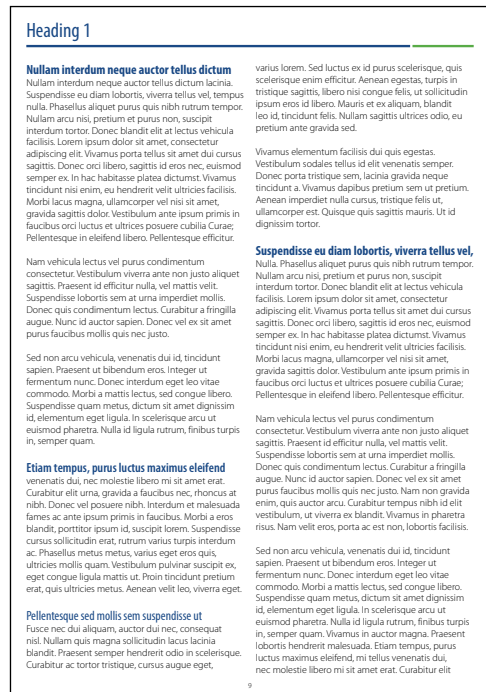 Heading 1
Nullam interdum neque auctor tellus dictum
Nullam interdum neque auctor tellus dictum lacinia.
Suspendisse eu diam lobortis, viverra tellus vel, tempus
nulla. Phasellus aliquet purus quis nibh rutrum tempor.
Nullam arcu nisi, pretium et purus non, suscipit
interdum tortor. Donec blandit elit at lectus vehicula
facilisis. Lorem ipsum dolor sit amet, consectetur
adipiscing elit. Vivamus porta tellus sit amet dui cursus
sagittis. Donec orci libero, sagittis id eros nec, euismod
semper ex. In hac habitasse platea dictumst. Vivamus
tincidunt nisi enim, eu hendrerit velit ultricies facilisis.
Morbi lacus magna, ullamcorper vel nisi sit amet,
gravida sagittis dolor. Vestibulum ante ipsum primis in
faucibus orci luctus et ultrices posuere cubilia Curae;
Pellentesque in eleifend libero. Pellentesque efficitur.
Nam vehicula lectus vel purus condimentum
consectetur. Vestibulum viverra ante non justo aliquet
sagittis. Praesent id efficitur nulla, vel mattis velit.
Suspendisse lobortis sem at urna imperdiet mollis.
Donec quis condimentum lectus. Curabitur a fringilla
augue. Nunc id auctor sapien. Donec vel ex sit amet
purus faucibus mollis quis nec justo.
Sed non arcu vehicula, venenatis dui id, tincidunt
sapien. Praesent ut bibendum eros. Integer ut
fermentum nunc. Donec interdum eget leo vitae
commodo. Morbi a mattis lectus, sed congue libero.
Suspendisse quam metus, dictum sit amet dignissim
id, elementum eget ligula. In scelerisque arcu ut
euismod pharetra. Nulla id ligula rutrum, finibus turpis
in, semper quam.
Etiam tempus, purus luctus maximus eleifend
venenatis dui, nec molestie libero mi sit amet erat.
Curabitur elit urna, gravida a faucibus nec, rhoncus at
nibh. Donec vel posuere nibh. Interdum et malesuada
fames ac ante ipsum primis in faucibus. Morbi a eros
blandit, porttitor ipsum id, suscipit lorem. Suspendisse
cursus sollicitudin erat, rutrum varius turpis interdum
ac. Phasellus metus metus, varius eget eros quis,
ultricies mollis quam. Vestibulum pulvinar suscipit ex,
eget congue ligula mattis ut. Proin tincidunt pretium
erat, quis ultricies metus. Aenean velit leo, viverra eget.
Pellentesque sed mollis sem suspendisse ut
Fusce nec dui aliquam, auctor dui nec, consequat
nisl. Nullam quis magna sollicitudin lacus lacinia
blandit. Praesent semper hendrerit odio in scelerisque.
Curabitur ac tortor tristique, cursus augue eget,
varius lorem. Sed luctus ex id purus scelerisque, quis
scelerisque enim efficitur. Aenean egestas, turpis in
tristique sagittis, libero nisi congue felis, ut sollicitudin
ipsum eros id libero. Mauris et ex aliquam, blandit
leo id, tincidunt felis. Nullam sagittis ultrices odio, eu
pretium ante gravida sed.
Vivamus elementum facilisis dui quis egestas.
Vestibulum sodales tellus id elit venenatis semper.
Donec porta tristique sem, lacinia gravida neque
tincidunt a. Vivamus dapibus pretium sem ut pretium.
Aenean imperdiet nulla cursus, tristique felis ut,
ullamcorper est. Quisque quis sagittis mauris. Ut id
dignissim tortor.
Suspendisse eu diam lobortis, viverra tellus vel,
Nulla. Phasellus aliquet purus quis nibh rutrum tempor.
Nullam arcu nisi, pretium et purus non, suscipit
interdum tortor. Donec blandit elit at lectus vehicula
facilisis. Lorem ipsum dolor sit amet, consectetur
adipiscing elit. Vivamus porta tellus sit amet dui cursus
sagittis. Donec orci libero, sagittis id eros nec, euismod
semper ex. In hac habitasse platea dictumst. Vivamus
tincidunt nisi enim, eu hendrerit velit ultricies facilisis.
Morbi lacus magna, ullamcorper vel nisi sit amet,
gravida sagittis dolor. Vestibulum ante ipsum primis in
faucibus orci luctus et ultrices posuere cubilia Curae;
Pellentesque in eleifend libero. Pellentesque efficitur.
Nam vehicula lectus vel purus condimentum
consectetur. Vestibulum viverra ante non justo aliquet
sagittis. Praesent id efficitur nulla, vel mattis velit.
Suspendisse lobortis sem at urna imperdiet mollis.
Donec quis condimentum lectus. Curabitur a fringilla
augue. Nunc id auctor sapien. Donec vel ex sit amet
purus faucibus mollis quis nec justo. Nam non gravida
enim, quis auctor arcu. Curabitur tempus nibh id elit
vestibulum, ut viverra ex blandit. Vivamus in pharetra
risus. Nam velit eros, porta ac est non, lobortis facilisis.
Sed non arcu vehicula, venenatis dui id, tincidunt
sapien. Praesent ut bibendum eros. Integer ut
fermentum nunc. Donec interdum eget leo vitae
commodo. Morbi a mattis lectus, sed congue libero.
Suspendisse quam metus, dictum sit amet dignissim
id, elementum eget ligula. In scelerisque arcu ut
euismod pharetra. Nulla id ligula rutrum, finibus turpis
in, semper quam. Vivamus in auctor magna. Praesent
lobortis hendrerit malesuada. Etiam tempus, purus
luctus maximus eleifend, mi tellus venenatis dui,
nec molestie libero mi sit amet erat. Curabitur elit
9